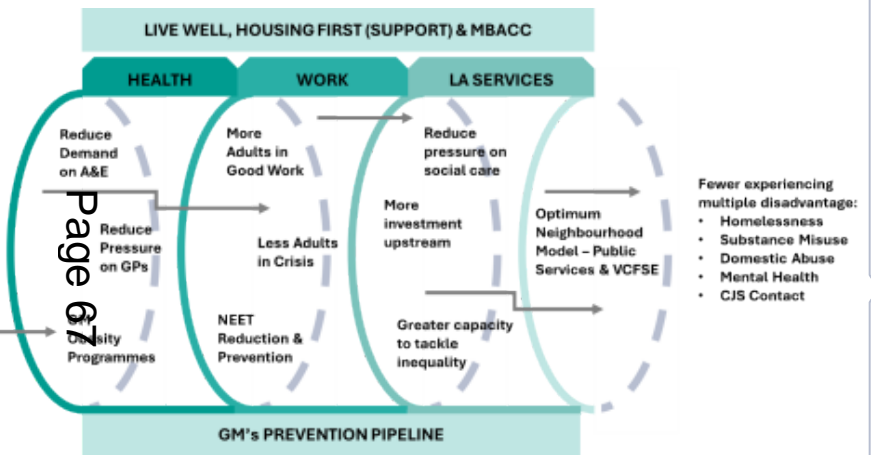 LIVE WELL, HOUSING FIRST (SUPPORT) & MBACC
HEALTH
WORK
LA SERVICES
Reduce
Demand
on A&E
Reduce
Pressure
on GPs
GM
Obesity
Programmes
More
Adults in
Good Work
Less Adults
in Crisis
NEET
Reduction &
Prevention
Reduce
pressure on
social care
More
investment
upstream
Greater capacity
to tackle
inequality
Optimum
Neighbourhood
Model – Public
Services & VCFSE
Fewer experiencing
multiple disadvantage:
• Homelessness
• Substance Misuse
• Domestic Abuse
• Mental Health
• CJS Contact
GM's PREVENTION PIPELINE
Page 67